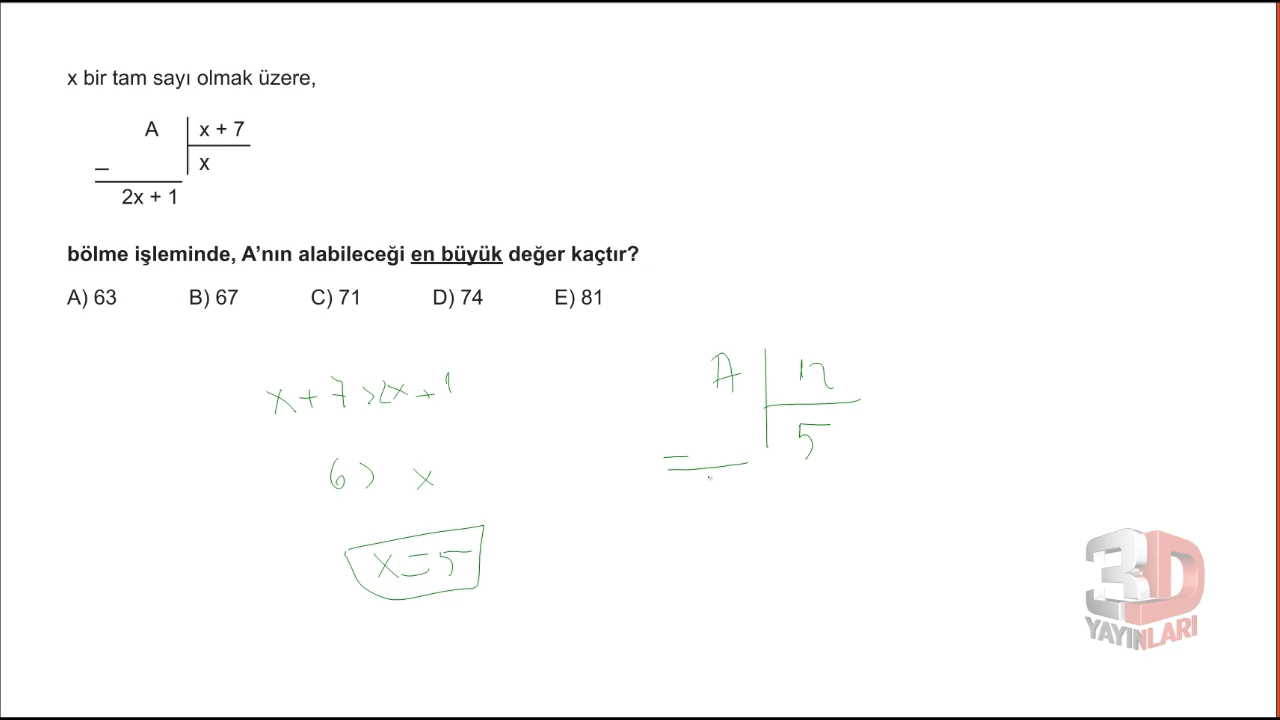 x bir tam sayı olmak üzere,
A x + 7
x
–
2x + 1
bölme işleminde, A’nın alabileceği en büyük değer kaçtır?
A) 63 B) 67 C) 71 D) 74 E) 81
x + 7 > 2x + 1
6 > x
x = 5
A 12
5
3D
YAYINLARI